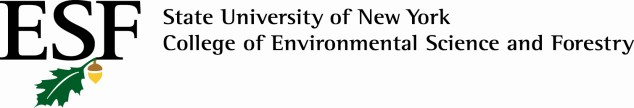 ESF
State University of New York
College of Environmental Science and Forestry